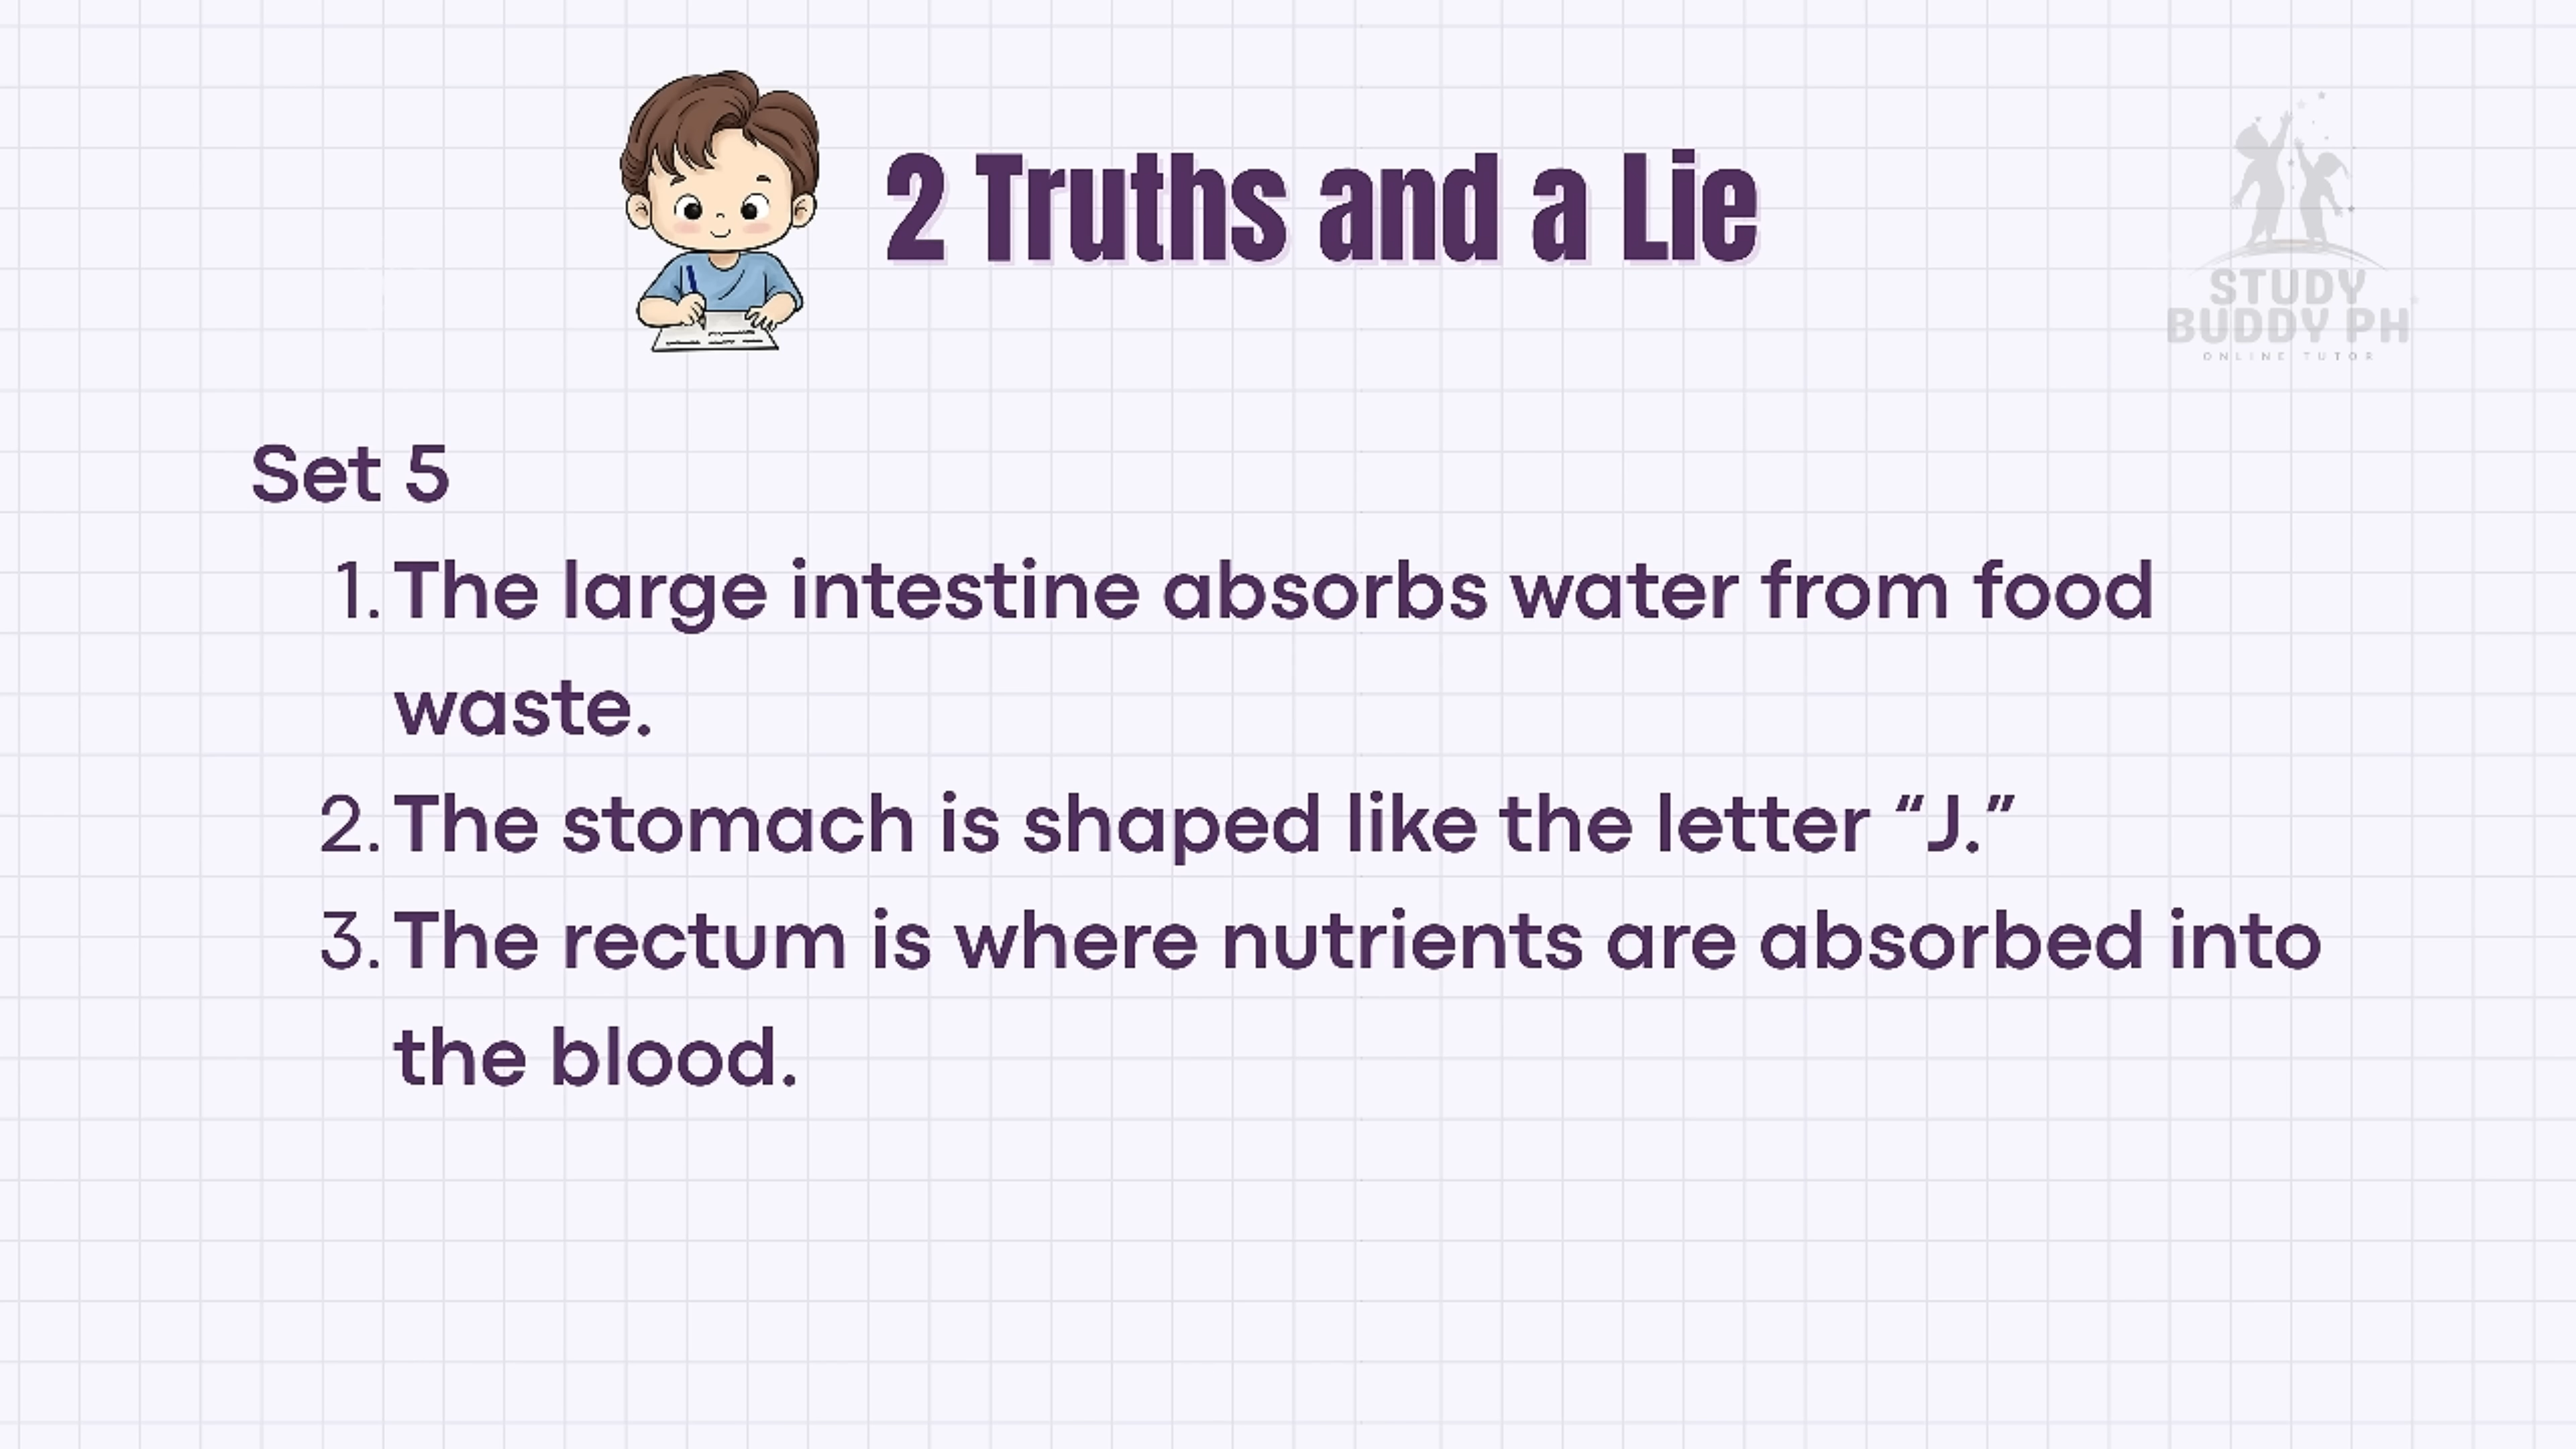 2 Truths and a Lie
STUDY
BUDDY PH
ONLINE TUTOR
Set 5
1. The large intestine absorbs water from food
waste.
2. The stomach is shaped like the letter “J.”
3. The rectum is where nutrients are absorbed into
the blood.